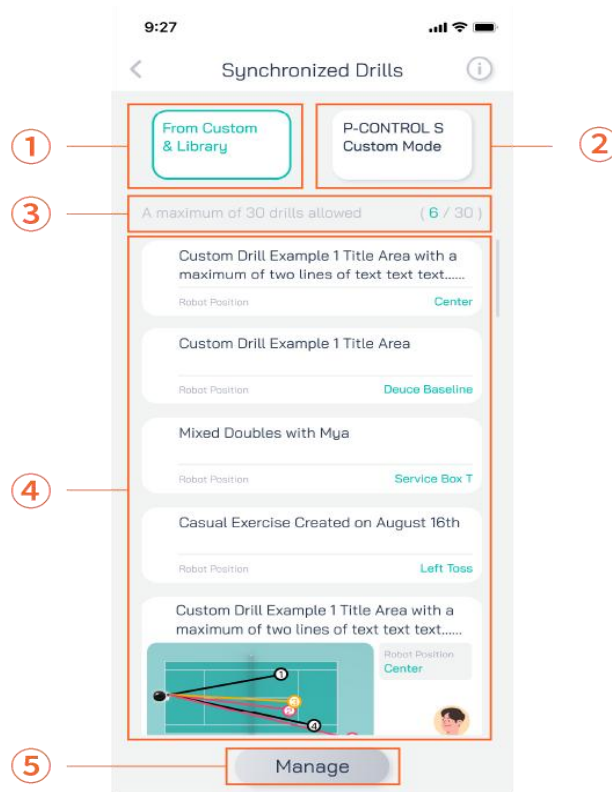 9:27
Synchronized Drills
i
① From Custom & Library
P-CONTROL S Custom Mode ②
③ A maximum of 30 drills allowed ( 6 / 30 )
Custom Drill Example 1 Title Area with a
maximum of two lines of text text text......
Robot Position Center
Custom Drill Example 1 Title Area
Robot Position Deuce Baseline
Mixed Doubles with Mya
④ Robot Position Service Box T
Casual Exercise Created on August 16th
Robot Position Left Toss
Custom Drill Example 1 Title Area with a
maximum of two lines of text text text......
Robot Position
Center
1
3
2
4
⑤ Manage